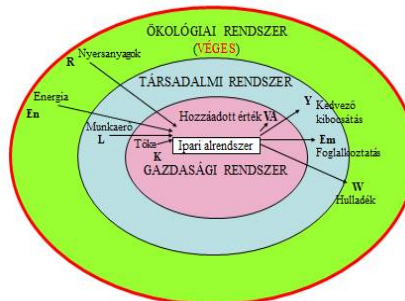 ÖKOLÓGIAI RENDSZER
(VÉGES)
R Nyersanyagok
TÁRSADALMI RENDSZER
Energia
En
Y Kedvező
kibocsátás
Hozzáadott érték VA
Munkaerő
L
Em
Foglalkoztatás
Tőke
K
Ipari alrendszer
GAZDASÁGI RENDSZER
W
Hulladék